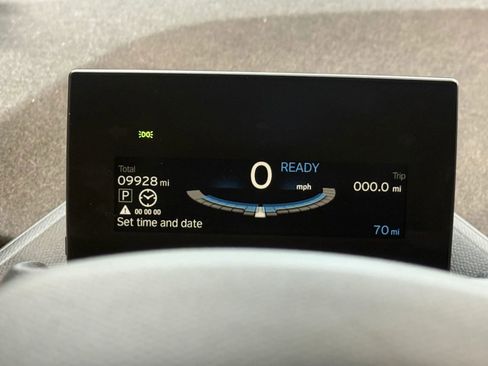 READY
0 mph
Total
09928 mi
Trip
000.0 mi
P
00 00 00
Set time and date
70 mi